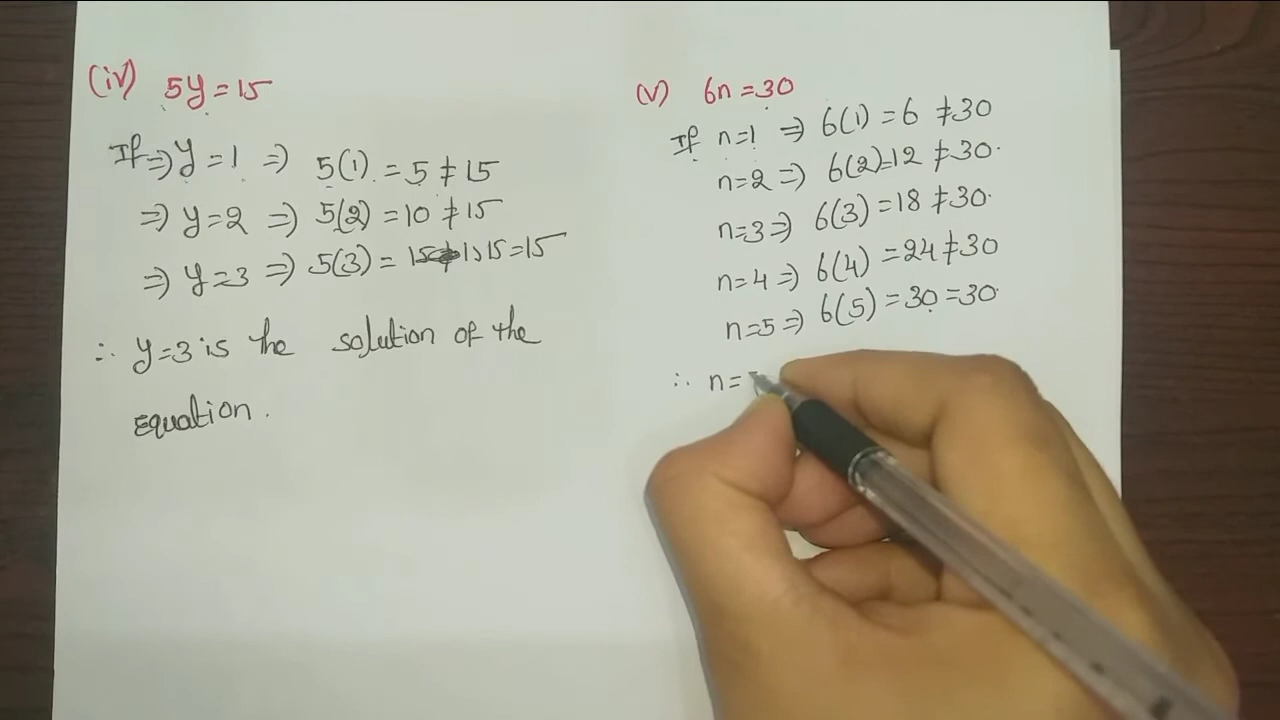 (iv) 5y=15
If⇒ y=1 ⇒ 5(1) = 5 ≠ 15
⇒ y=2 ⇒ 5(2) = 10 ≠ 15
⇒ y=3 ⇒ 5(3) = 15=15
∴ y=3 is the solution of the
equation.
(v) 6n =30
If n=1 ⇒ 6(1) = 6 ≠30
n=2 ⇒ 6(2)=12 ≠30.
n=3 ⇒ 6(3) =18 ≠30.
n=4 ⇒ 6(4) =24≠30
n=5 ⇒ 6(5) =30 =30.
∴ n=